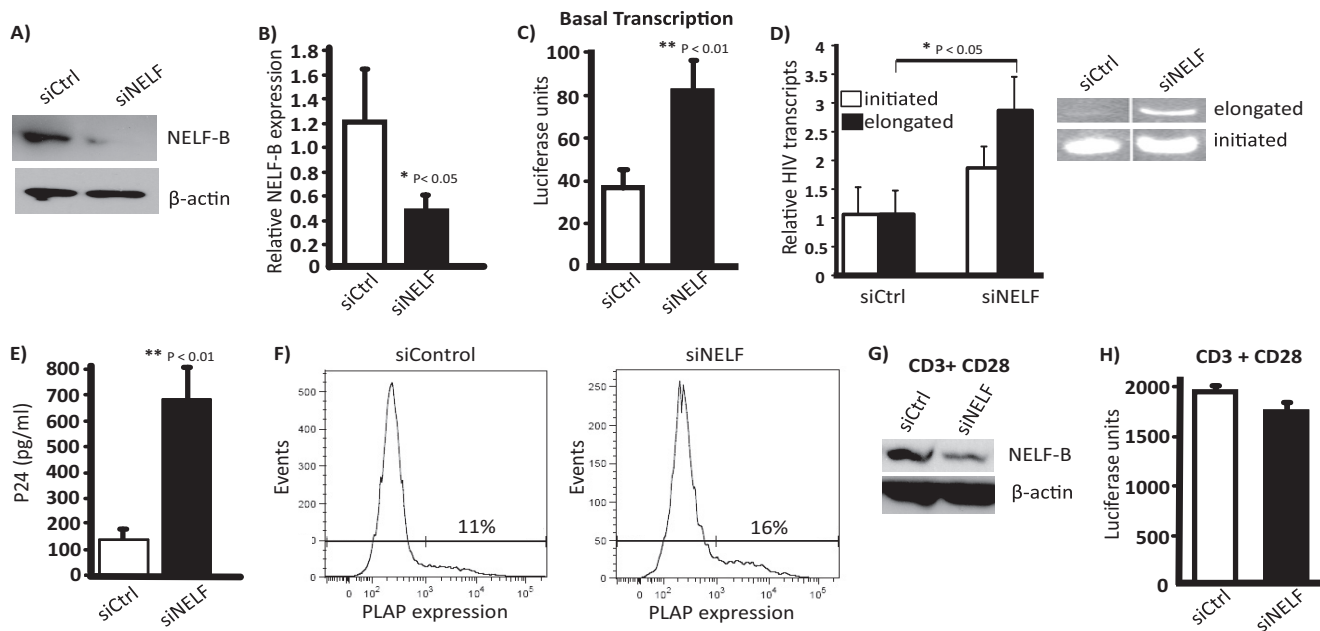 A)
siCtrl
siNELF
NELF-B
β-actin
B)
Relative NELF-B expression
1.8
1.6
1.4
1.2
1.0
0.8
0.6
0.4
0.2
0
* P< 0.05
siCtrl
siNELF
Basal Transcription
C)
Luciferase units
100
80
60
40
20
0
** P < 0.01
siCtrl
siNELF
D)
Relative HIV transcripts
4
3.5
3
2.5
2
1.5
1
0.5
0
* P < 0.05
initiated
elongated
siCtrl
siNELF
siCtrl
siNELF
elongated
initiated
E)
P24 (pg/ml)
800
700
600
500
400
300
200
100
0
** P < 0.01
siCtrl
siNELF
F)
siControl
Events
500
400
300
200
100
0
0
11%
0 10² 10³ 10⁴ 10⁵
PLAP expression
siNELF
Events
250
200
150
100
50
0
16%
0 10² 10³ 10⁴ 10⁵
PLAP expression
G)
CD3+ CD28
siCtrl
siNELF
NELF-B
β-actin
H)
CD3 + CD28
Luciferase units
2000
1500
1000
500
0
siCtrl
siNELF